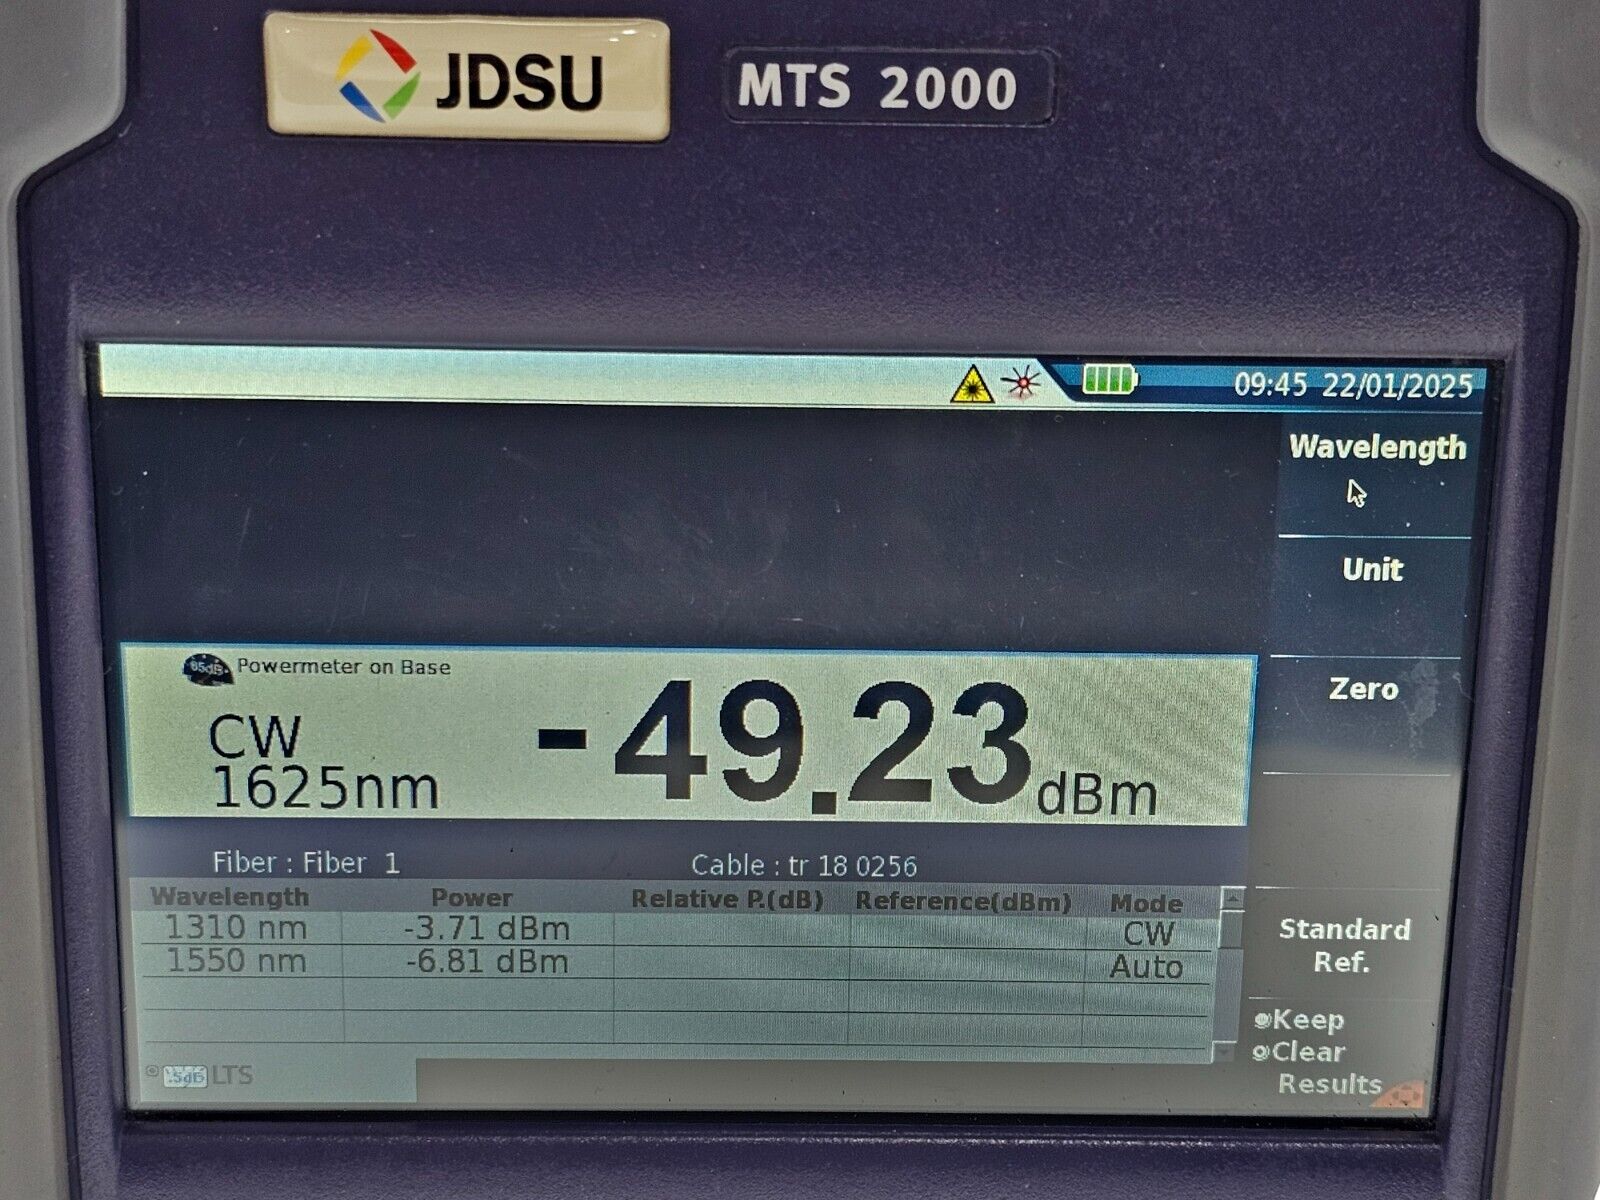 JDSU
MTS 2000
09:45 22/01/2025
Wavelength
Unit
Zero
Powermeter on Base
CW
1625nm
-49.23 dBm
Fiber : Fiber 1 Cable : tr 18 0256
Wavelength Power Relative P.(dB) Reference(dBm) Mode
1310 nm -3.71 dBm CW
1550 nm -6.81 dBm Auto
Standard
Ref.
Keep
Clear
Results
LTS